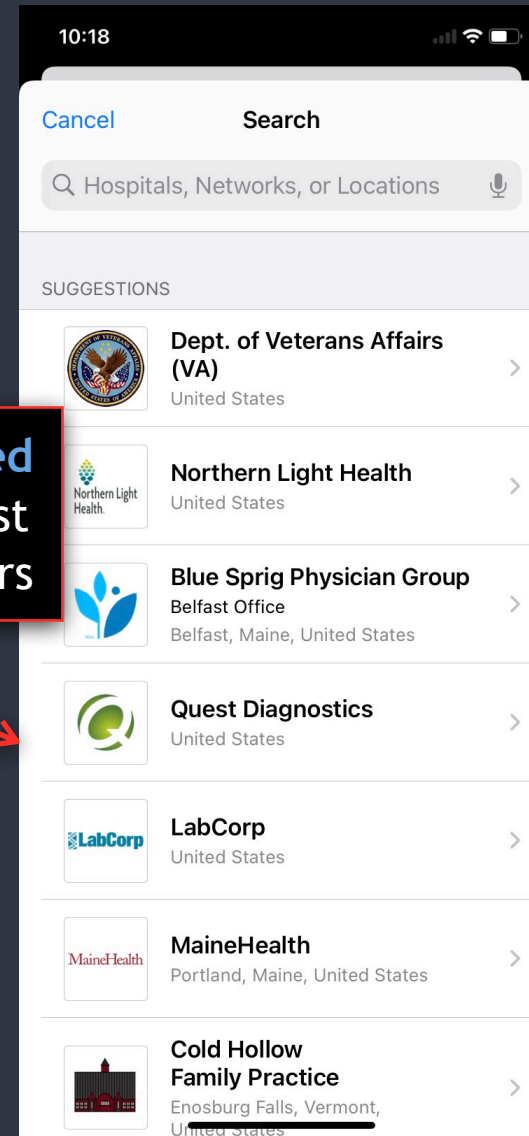 10:18
Cancel
Search
Hospitals, Networks, or Locations
SUGGESTIONS
Dept. of Veterans Affairs
(VA)
United States
ed
st
rs
Northern Light
Health.
Northern Light Health
United States
Blue Sprig Physician Group
Belfast Office
Belfast, Maine, United States
Quest Diagnostics
United States
LabCorp
LabCorp
United States
MaineHealth
MaineHealth
Portland, Maine, United States
Cold Hollow
Family Practice
Enosburg Falls, Vermont,
United States